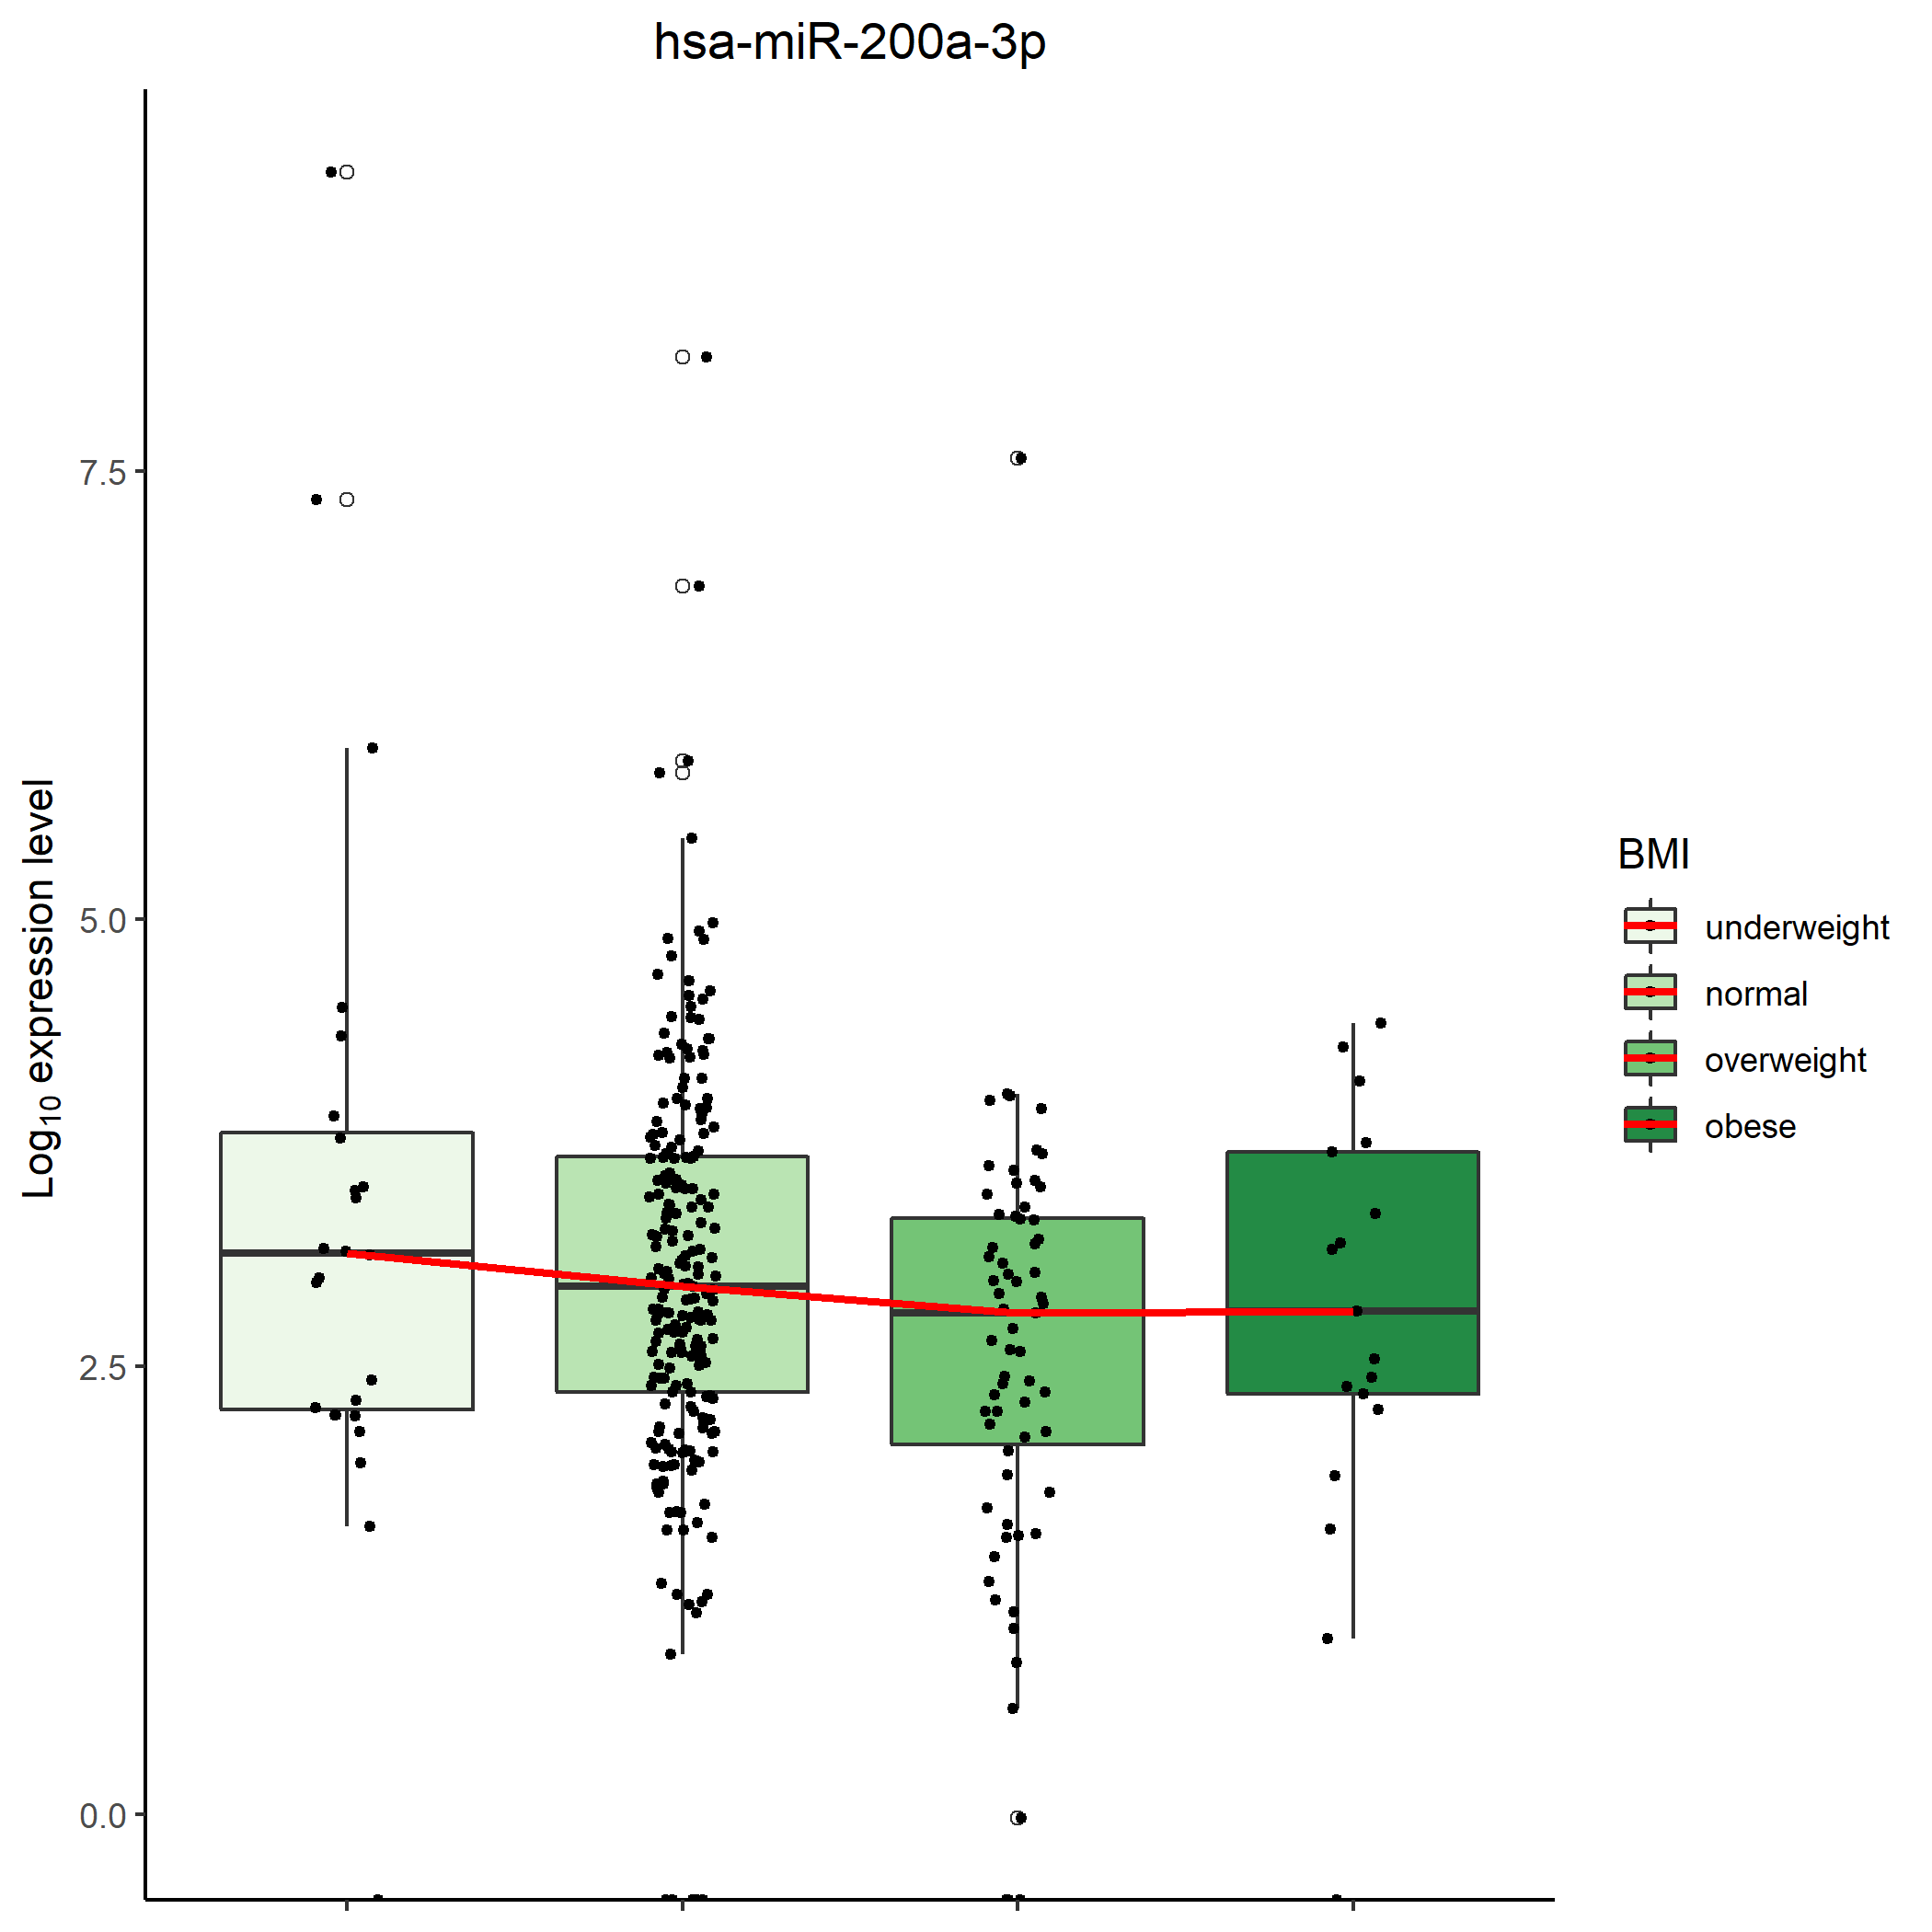 hsa-miR-200a-3p
Log₁₀ expression level
7.5
5.0
2.5
0.0
BMI
underweight
normal
overweight
obese